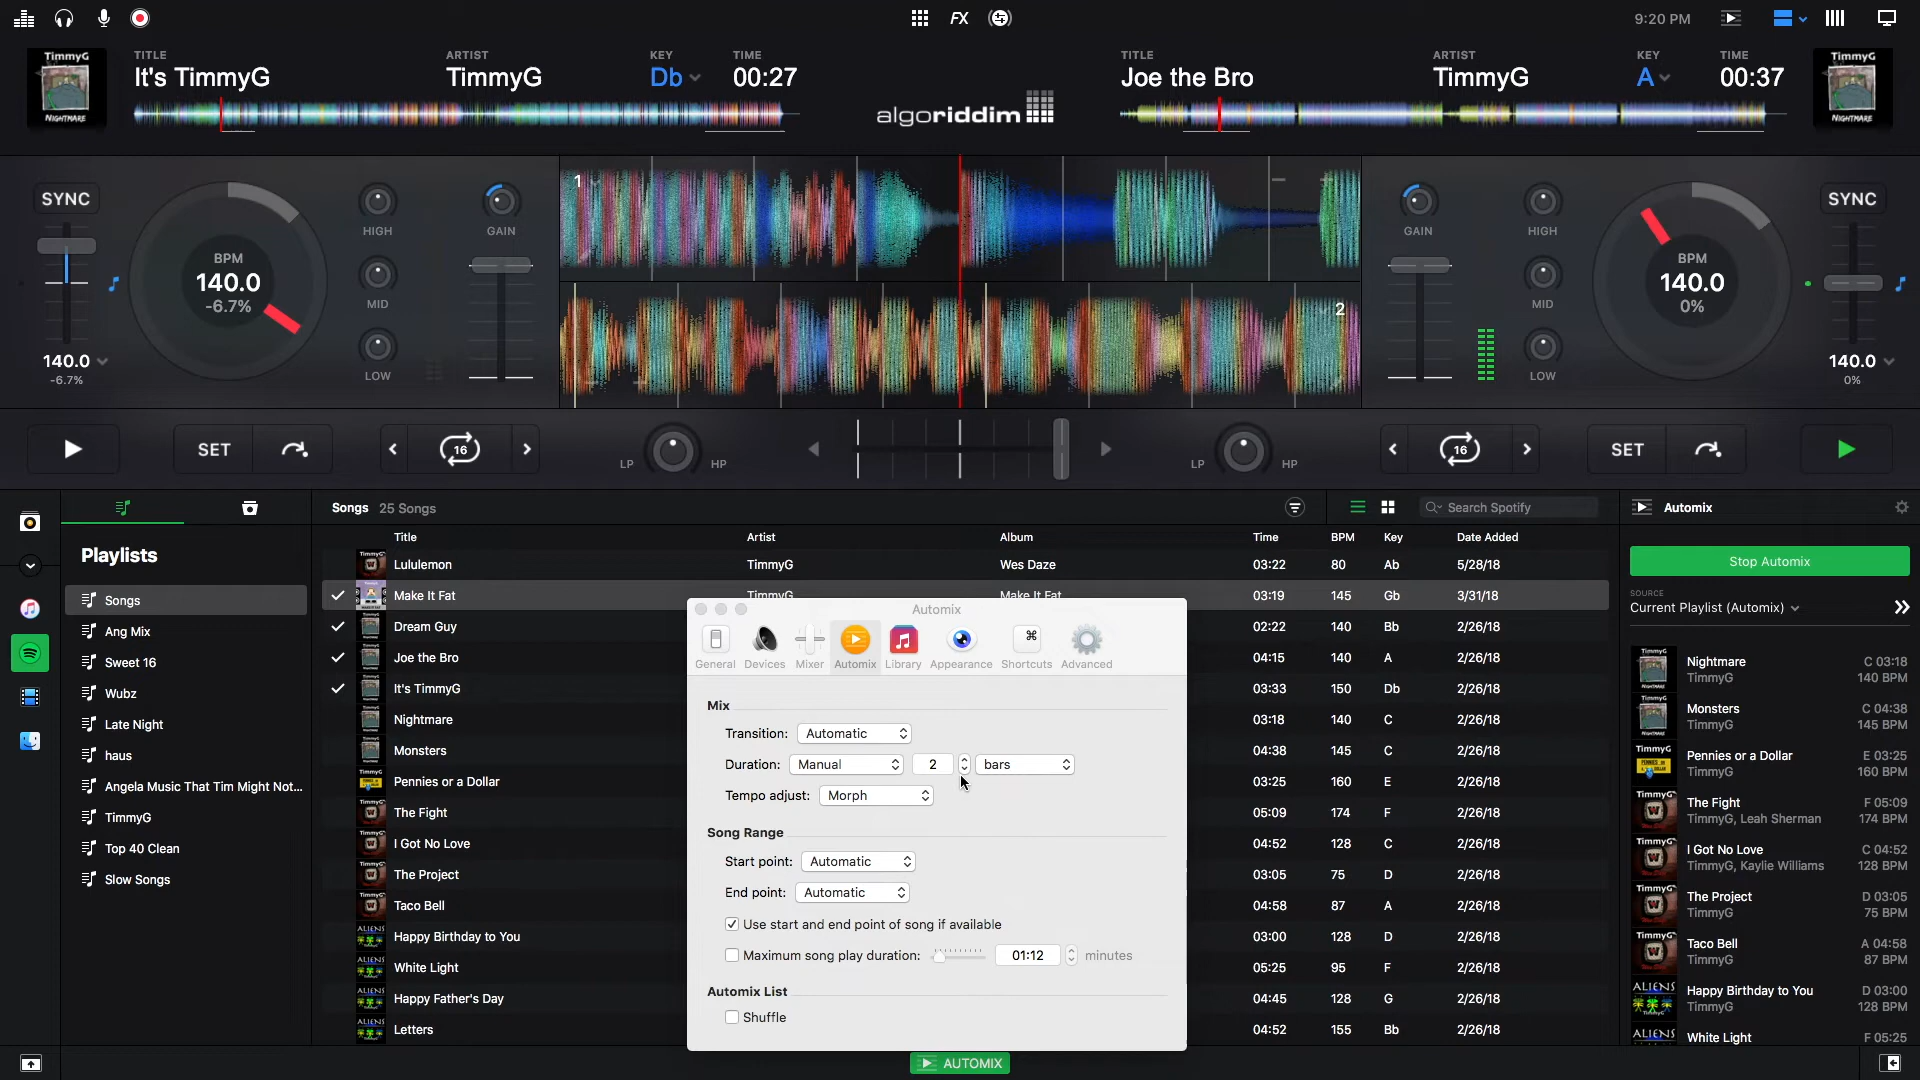 FX
9:20 PM
TimmyG
NIGHTMARE
TITLE
It's TimmyG
ARTIST
TimmyG
KEY
Db
TIME
00:27
algoriddim
TITLE
Joe the Bro
ARTIST
TimmyG
KEY
A
TIME
00:37
TimmyG
NIGHTMARE
SYNC
BPM
140.0
-6.7%
140.0
-6.7%
HIGH
MID
LOW
GAIN
1
2
GAIN
HIGH
MID
LOW
BPM
140.0
0%
SYNC
140.0
0%
SET
16
LP
HP
LP
HP
16
SET
Songs 25 Songs
Search Spotify
Automix
Playlists
Songs
Ang Mix
Sweet 16
Wubz
Late Night
haus
Angela Music That Tim Might Not...
TimmyG
Top 40 Clean
Slow Songs
Title Artist Album Time BPM Key Date Added
Lululemon TimmyG Wes Daze 03:22 80 Ab 5/28/18
Make It Fat TimmyG Make It Fat 03:19 145 Gb 3/31/18
Dream Guy 02:22 140 Bb 2/26/18
Joe the Bro 04:15 140 A 2/26/18
It's TimmyG 03:33 150 Db 2/26/18
Nightmare 03:18 140 C 2/26/18
Monsters 04:38 145 C 2/26/18
Pennies or a Dollar 03:25 160 E 2/26/18
The Fight 05:09 174 F 2/26/18
I Got No Love 04:52 128 C 2/26/18
The Project 03:05 75 D 2/26/18
Taco Bell 04:58 87 A 2/26/18
Happy Birthday to You 03:00 128 D 2/26/18
White Light 05:25 95 F 2/26/18
Happy Father's Day 04:45 128 G 2/26/18
Letters 04:52 155 Bb 2/26/18
Automix
General Devices Mixer Automix Library Appearance Shortcuts Advanced
Mix
Transition: Automatic
Duration: Manual 2 bars
Tempo adjust: Morph
Song Range
Start point: Automatic
End point: Automatic
Use start and end point of song if available
Maximum song play duration: 01:12 minutes
Automix List
Shuffle
AUTOMIX
Stop Automix
SOURCE
Current Playlist (Automix)
Nightmare C 03:18
TimmyG 140 BPM
Monsters C 04:38
TimmyG 145 BPM
Pennies or a Dollar E 03:25
TimmyG 160 BPM
The Fight F 05:09
TimmyG, Leah Sherman 174 BPM
I Got No Love C 04:52
TimmyG, Kaylie Williams 128 BPM
The Project D 03:05
TimmyG 75 BPM
Taco Bell A 04:58
TimmyG 87 BPM
Happy Birthday to You D 03:00
TimmyG 128 BPM
White Light F 05:25